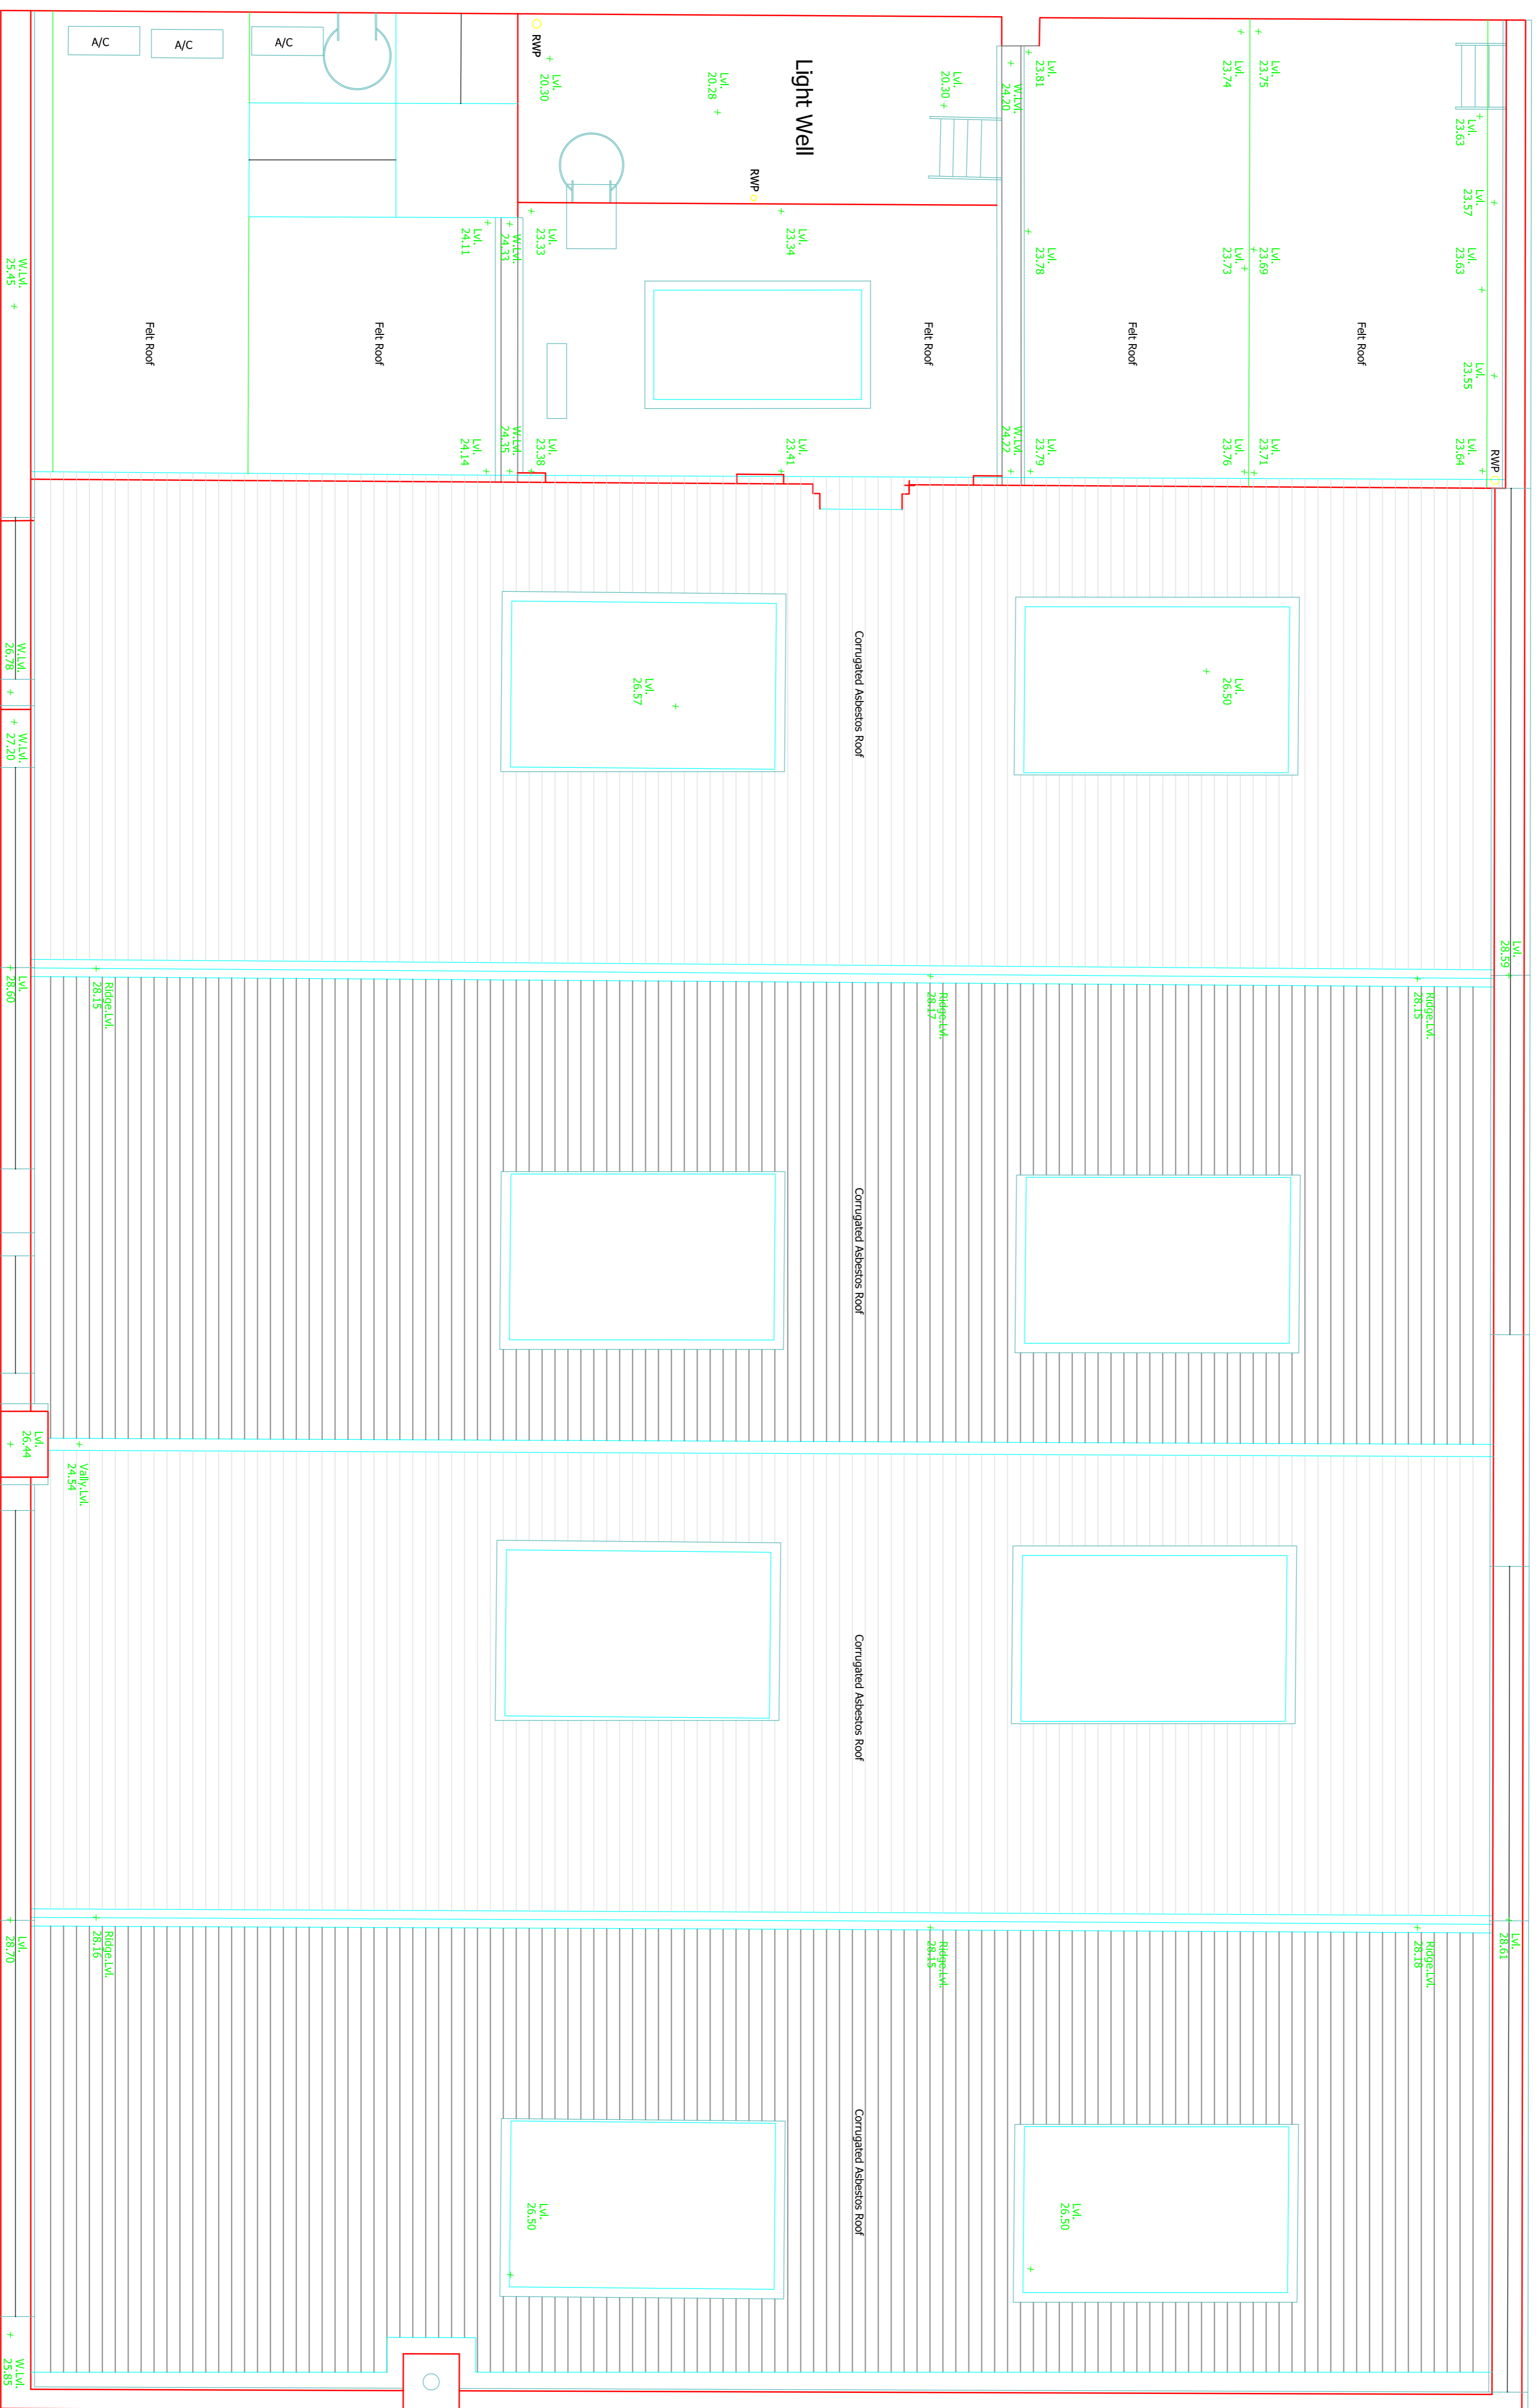 A/C
A/C
A/C
RWP
Lvl.
20.30
Lvl.
20.28
Light Well
RWP
Lvl.
20.30
W.Lvl.
24.20
Lvl.
23.81
Lvl.
23.74
Lvl.
23.75
Lvl.
23.63
Lvl.
23.57
W.Lvl.
25.45
Lvl.
24.11
W.Lvl.
24.33
Lvl.
23.33
Lvl.
23.34
Lvl.
23.78
Lvl.
23.73
Lvl.
23.69
Lvl.
23.63
Felt Roof
Felt Roof
Felt Roof
Felt Roof
Felt Roof
Lvl.
23.55
Lvl.
24.14
W.Lvl.
24.35
Lvl.
23.38
Lvl.
23.41
W.Lvl.
24.22
Lvl.
23.79
Lvl.
23.76
Lvl.
23.71
Lvl.
23.64
RWP
W.Lvl.
26.78
Lvl.
26.57
Corrugated Asbestos Roof
Lvl.
26.50
W.Lvl.
27.20
Lvl.
28.60
Ridge.Lvl.
28.15
Ridge.Lvl.
28.17
Ridge.Lvl.
28.15
Lvl.
28.59
Corrugated Asbestos Roof
Lvl.
26.44
Vally.Lvl.
24.54
Corrugated Asbestos Roof
Lvl.
28.70
Ridge.Lvl.
28.16
Ridge.Lvl.
28.15
Ridge.Lvl.
28.18
Lvl.
28.61
Corrugated Asbestos Roof
Lvl.
26.50
Lvl.
26.50
W.Lvl.
25.85